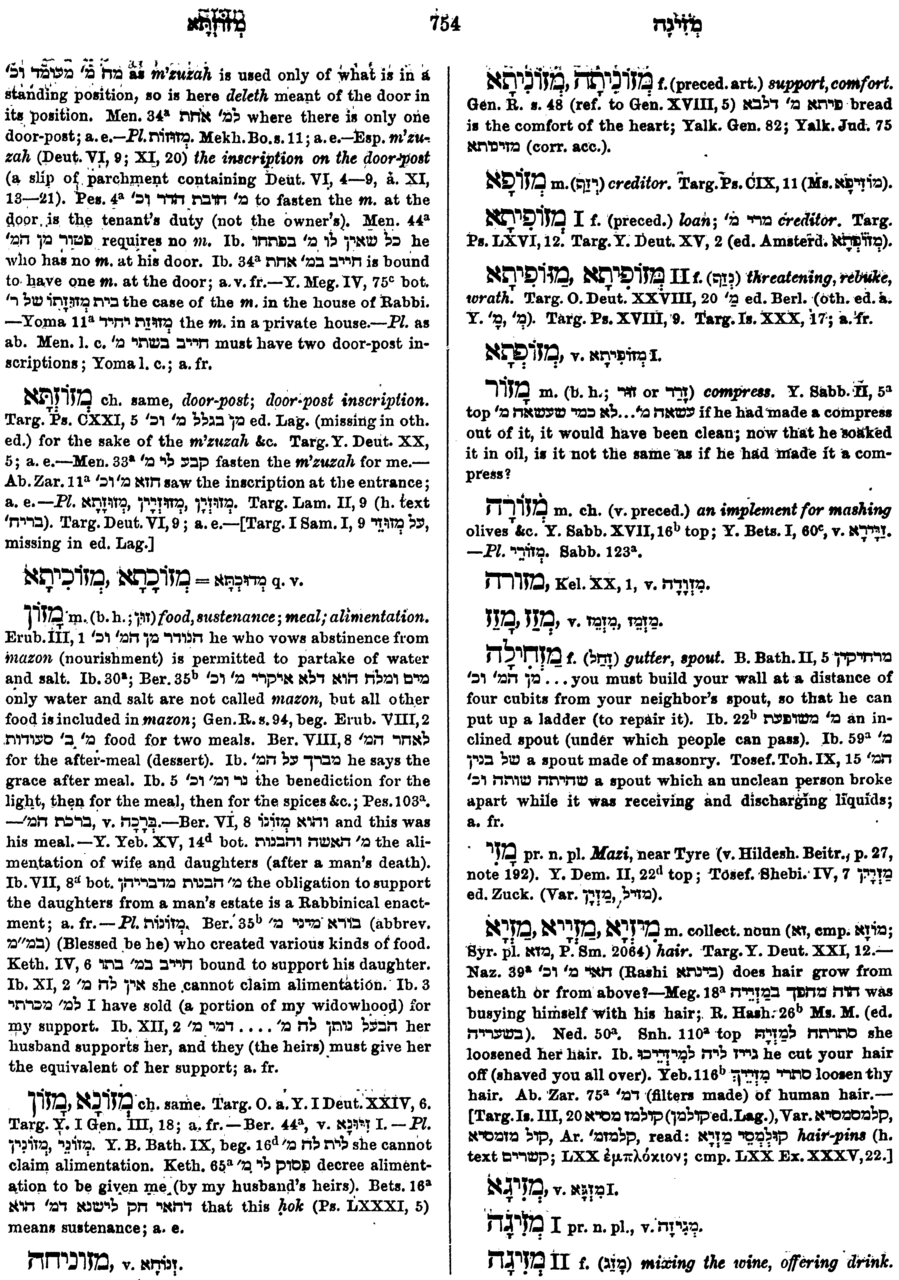 מְזוּזְתָּא 754 מְזִיגָה
כ׳ מה מ׳ מעומד וכ׳ as m'zuzah is used only of what is in a
standing position, so is here deleth meant of the door in
its position. Men. 34ᵃ למ׳ אחת where there is only one
door-post; a. e.—Pl. מְזוּזוֹת. Mekh. Bo. s. 11; a. e.—Esp. m'zu-
zah (Deut. VI, 9; XI, 20) the inscription on the door-post
(a slip of parchment containing Deut. VI, 4—9, a. XI,
13—21). Pes. 4ᵃ מ׳ חובת הדר וכ׳ to fasten the m. at the
door is the tenant's duty (not the owner's). Men. 44ᵃ
פטור מן המ׳ requires no m. Ib. כל שאין לו מ׳ בפתחו he
who has no m. at his door. Ib. 34ᵃ חייב במ׳ אחת is bound
to have one m. at the door; a. v. fr.—Y. Meg. IV, 75ᶜ bot.
בית מְזוּזָתוֹ של ר׳ the case of the m. in the house of Rabbi.
—Yoma 11ᵃ מְזוּזַת יחיד the m. in a private house.—Pl. as
ab. Men. l. c. חייב בשתי מ׳ must have two door-post in-
scriptions; Yoma l. c.; a. fr.
מְזוּזְתָּא ch. same, door-post; door-post inscription.
Targ. Ps. CXXI, 5 מן בגלל מ׳ וכ׳ ed. Lag. (missing in oth.
ed.) for the sake of the m'zuzah &c. Targ. Y. Deut. XX,
5; a. e.—Men. 33ᵃ קבע לי מ׳ fasten the m'zuzah for me.—
Ab. Zar. 11ᵃ חזא מ׳ וכ׳ saw the inscription at the entrance;
a. e.—Pl. מְזוּזָן, מְזוּזְיָין, מְזוּזָתָא. Targ. Lam. II, 9 (h. text
בריח׳). Targ. Deut. VI, 9; a. e.—[Targ. I Sam. I, 9 כל מְזוּזֵי,
missing in ed. Lag.]
מְזוֹכָתָא, מְזוֹכִיתָא = מְדוּכְתָּא q. v.
מָזוֹן m. (b. h.; זון) food, sustenance; meal; alimentation.
Erub. III, 1 הנודר מן המ׳ וכ׳ he who vows abstinence from
mazon (nourishment) is permitted to partake of water
and salt. Ib. 30ᵃ; Ber. 35ᵇ מים ומלח הוא דלא איקרי מ׳ וכ׳
only water and salt are not called mazon, but all other
food is included in mazon; Gen. R. s. 94, beg. Erub. VIII, 2
מ׳ ב׳ סעודות food for two meals. Ber. VIII, 8 לאחר המ׳
for the after-meal (dessert). Ib. מברך על המ׳ he says the
grace after meal. Ib. 5 נר ומ׳ וכ׳ the benediction for the
light, then for the meal, then for the spices &c.; Pes. 103ᵃ.
—ברכת המ׳, v. בְּרָכָה.—Ber. VI, 8 והוא מְזוֹנוֹ and this was
his meal.—Y. Yeb. XV, 14ᵈ bot. מ׳ האשה והבנות the ali-
mentation of wife and daughters (after a man's death).
Ib. VII, 8ᵈ bot. מ׳ הבנות מדבריהן the obligation to support
the daughters from a man's estate is a Rabbinical enact-
ment; a. fr.—Pl. מְזוֹנוֹת. Ber. 35ᵇ בורא מיני מ׳ (abbrev.
במ״מ) (Blessed be he) who created various kinds of food.
Keth. IV, 6 חייב במ׳ בתו bound to support his daughter.
Ib. XI, 2 אין לה מ׳ she cannot claim alimentation. Ib. 3
למ׳ מכרתי I have sold (a portion of my widowhood) for
my support. Ib. XII, 2 הבעל נותן לה מ׳ .... דמי מ׳ her
husband supports her, and they (the heirs) must give her
the equivalent of her support; a. fr.
מְזוֹנָא, מָזוֹן ch. same. Targ. O. a. Y. I Deut. XXIV, 6.
Targ. Y. I Gen. III, 18; a. fr.—Ber. 44ᵃ, v. זִיּוּנָא I.—Pl.
מְזוֹנִין, מְזוֹנֵי. Y. B. Bath. IX, beg. 16ᵈ לית לה מ׳ she cannot
claim alimentation. Keth. 65ᵃ פסוק לי מ׳ decree aliment-
ation to be given me (by my husband's heirs). Bets. 16ᵃ
דהאי חק לישנא דמ׳ הוא that this ḥok (Ps. LXXXI, 5)
means sustenance; a. e.
מזוניחה, v. זְנוֹחָא.
מְזוֹנִיתָא, מְזוֹנִיתָה f. (preced. art.) support, comfort.
Gen. R. s. 48 (ref. to Gen. XVIII, 5) פיתא מ׳ דלבא bread
is the comfort of the heart; Yalk. Gen. 82; Yalk. Jud. 75
מזימתא (corr. acc.).
מָזוֹפָא m. (יְזַף) creditor. Targ. Ps. CIX, 11 (Ms. מוֹזִיפָא).
מְזוֹפִיתָא I f. (preced.) loan; מרי מ׳ creditor. Targ.
Ps. LXVI, 12. Targ. Y. Deut. XV, 2 (ed. Amsterd. מְזוֹפְתָּא).
מְזוֹפִיתָא, מְזוּפִיתָא II f. (נְזַף) threatening, rebuke,
wrath. Targ. O. Deut. XXVIII, 20 מ׳ ed. Berl. (oth. ed. a.
Y. מ׳, מ׳). Targ. Ps. XVIII, 9. Targ. Is. XXX, 17; a. fr.
מְזוֹפְתָּא, v. מְזוֹפִיתָא I.
מָזוֹר m. (b. h.; זור or זרר) compress. Y. Sabb. II, 5ᵃ
top עשאה מ׳...לא כמי שעשאה מ׳ if he had made a compress
out of it, it would have been clean; now that he soaked
it in oil, is it not the same as if he had made it a com-
press?
מְזוֹרָה m. ch. (v. preced.) an implement for mashing
olives &c. Y. Sabb. XVII, 16ᵇ top; Y. Bets. I, 60ᶜ, v. זַיְירָא.
—Pl. מְזוֹרֵי. Sabb. 123ᵃ.
מזורה, Kel. XX, 1, v. מִזְוָדָה.
מְזַז, מְזֵז, v. מִזְמֵז, מְזַמֵּז.
מַזְחִילָה f. (זָחַל) gutter, spout. B. Bath. II, 5 מרחיקין
מן המ׳ וכ׳... you must build your wall at a distance of
four cubits from your neighbor's spout, so that he can
put up a ladder (to repair it). Ib. 22ᵇ מ׳ משופעת an in-
clined spout (under which people can pass). Ib. 59ᵃ מ׳
של בנין a spout made of masonry. Tosef. Toh. IX, 15 המ׳
שהיתה שותה וכ׳ a spout which an unclean person broke
apart while it was receiving and discharging liquids;
a. fr.
מָזִי pr. n. pl. Mazi, near Tyre (v. Hildesh. Beitr., p. 27,
note 192). Y. Dem. II, 22ᵈ top; Tosef. Shebi. IV, 7 מַזְיָין
ed. Zuck. (Var. מָזִין, מזיל).
מִזְיָא, מַזְיָיא, מַזְיָא m. collect. noun (זא, cmp. מוֹזָא;
Syr. pl. מזא, P. Sm. 2064) hair. Targ. Y. Deut. XXI, 12.—
Naz. 39ᵃ האי מ׳ וכ׳ (Rashi בינתא) does hair grow from
beneath or from above?—Meg. 18ᵃ הוה מהפך במַזְיֵיה was
busying himself with his hair; R. Hash. 26ᵇ Ms. M. (ed.
בשעריה). Ned. 50ᵃ. Snh. 110ᵃ top סתרתה למַזְיָהּ she
loosened her hair. Ib. גייז ליה למַזְיַיכוּ he cut your hair
off (shaved you all over). Yeb. 116ᵇ סתרי מַזְיִיךְ loosen thy
hair. Ab. Zar. 75ᵃ דמ׳ (filters made) of human hair.—
[Targ. Is. III, 20 קולמז מסיא (קולמן ed. Lag.), Var. קלמסמסיא,
קול מזמסיא, Ar. קלמזמ׳, read: קוּלְמְסֵי מַזְיָא hair-pins (h.
text קשרים; LXX ἐμπλόκιον; cmp. LXX Ex. XXXV, 22.]
מְזִיגָא, v. מְזִגָּא I.
מְזִיגָה I pr. n. pl., v. מְגִיזָה.
מְזִיגָה II f. (מָזַג) mixing the wine, offering drink.